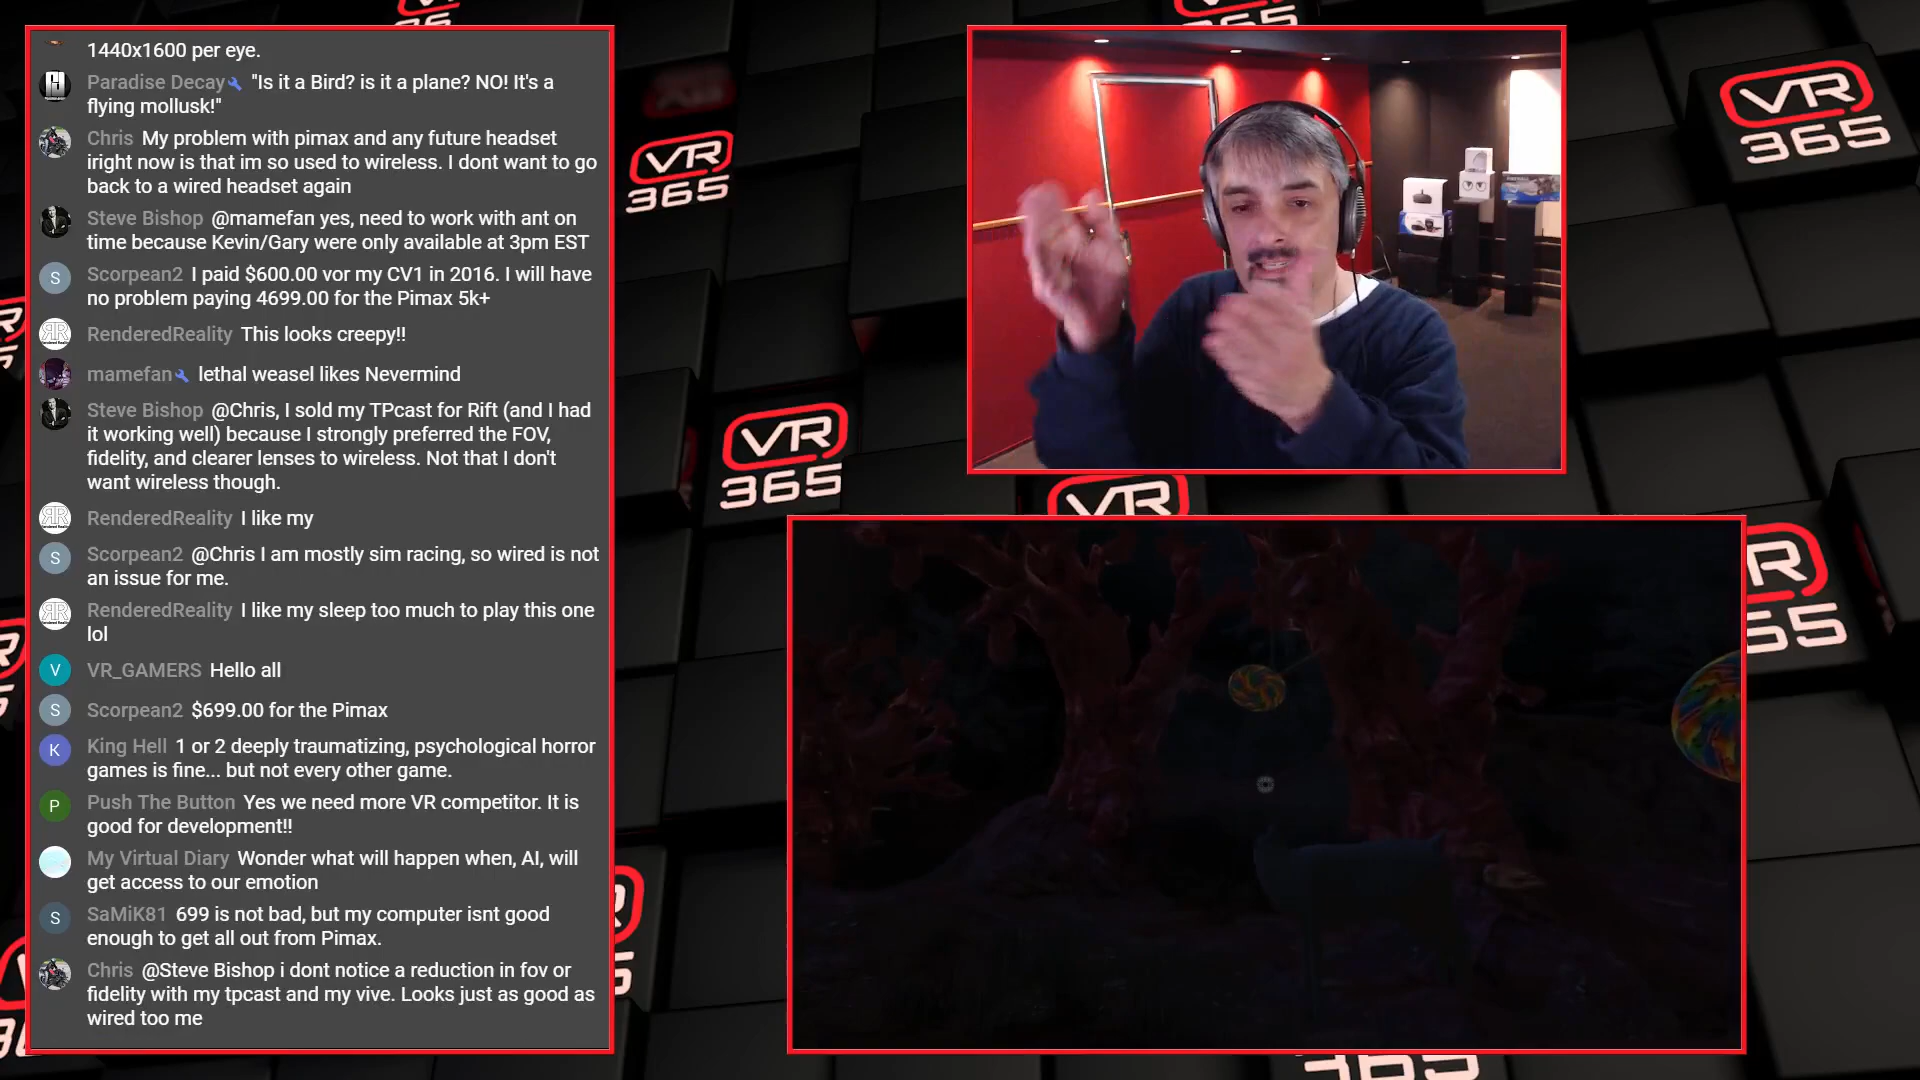 1440x1600 per eye.
Paradise Decay "Is it a Bird? is it a plane? NO! It's a
flying mollusk!"
Chris My problem with pimax and any future headset
iright now is that im so used to wireless. I dont want to go
back to a wired headset again
Steve Bishop @mamefan yes, need to work with ant on
time because Kevin/Gary were only available at 3pm EST
S
Scorpean2 I paid $600.00 vor my CV1 in 2016. I will have
no problem paying 4699.00 for the Pimax 5k+
RenderedReality This looks creepy!!
mamefan lethal weasel likes Nevermind
Steve Bishop @Chris, I sold my TPcast for Rift (and I had
it working well) because I strongly preferred the FOV,
fidelity, and clearer lenses to wireless. Not that I don't
want wireless though.
RenderedReality I like my
S
Scorpean2 @Chris I am mostly sim racing, so wired is not
an issue for me.
RenderedReality I like my sleep too much to play this one
lol
V
VR_GAMERS Hello all
S
Scorpean2 $699.00 for the Pimax
K
King Hell 1 or 2 deeply traumatizing, psychological horror
games is fine... but not every other game.
P
Push The Button Yes we need more VR competitor. It is
good for development!!
My Virtual Diary Wonder what will happen when, AI, will
get access to our emotion
S
SaMiK81 699 is not bad, but my computer isnt good
enough to get all out from Pimax.
Chris @Steve Bishop i dont notice a reduction in fov or
fidelity with my tpcast and my vive. Looks just as good as
wired too me
VR
365
VR
365
VR
365
VR
365